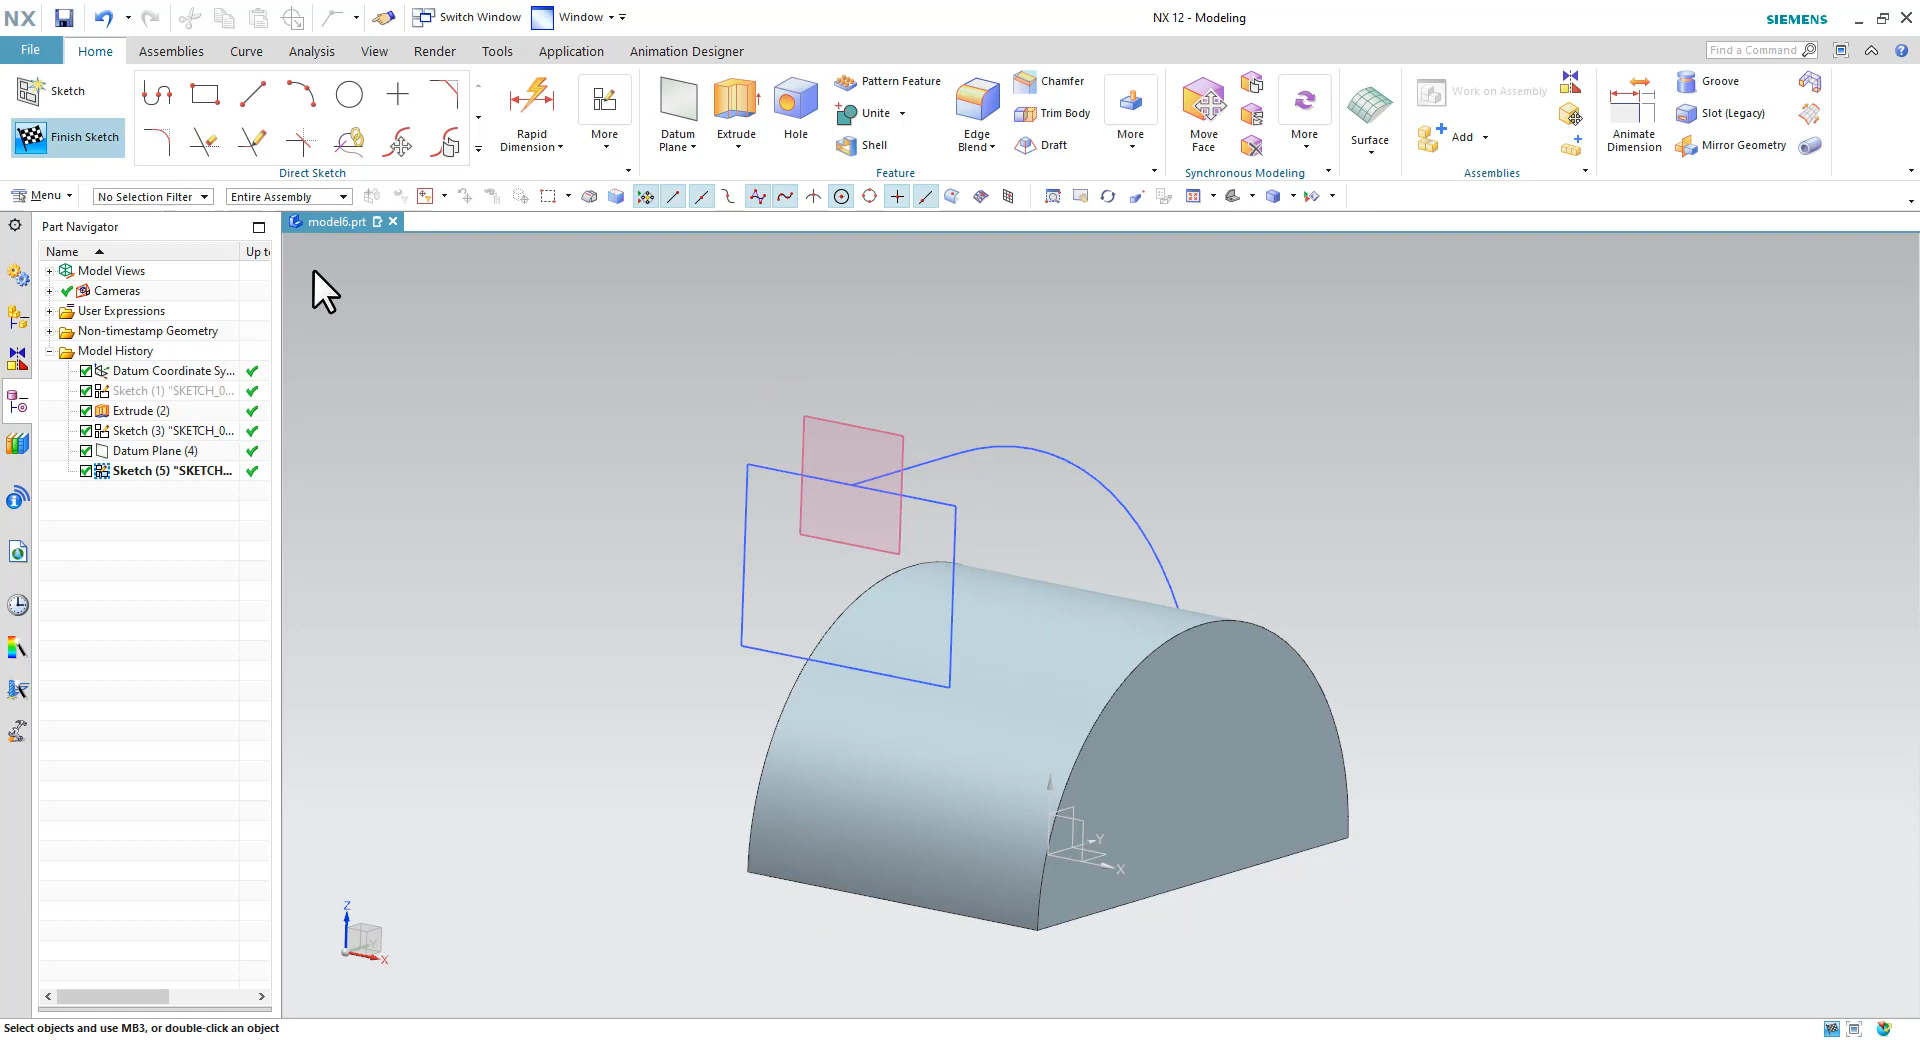 NX
Switch Window
Window
NX 12 - Modeling
SIEMENS
File
Home
Assemblies
Curve
Analysis
View
Render
Tools
Application
Animation Designer
Find a Command
Sketch
Finish Sketch
Rapid
Dimension
More
Direct Sketch
Datum
Plane
Extrude
Hole
Pattern Feature
Unite
Shell
Edge
Blend
Chamfer
Trim Body
Draft
More
Feature
Move
Face
More
Synchronous Modeling
Surface
Work on Assembly
Add
Assemblies
Animate
Dimension
Groove
Slot (Legacy)
Mirror Geometry
Menu
No Selection Filter
Entire Assembly
Part Navigator
model6.prt
Name
Up to
Model Views
Cameras
User Expressions
Non-timestamp Geometry
Model History
Datum Coordinate Sy...
Sketch (1) "SKETCH_0...
Extrude (2)
Sketch (3) "SKETCH_0...
Datum Plane (4)
Sketch (5) "SKETCH...
Y
X
Z
Y
X
Select objects and use MB3, or double-click an object